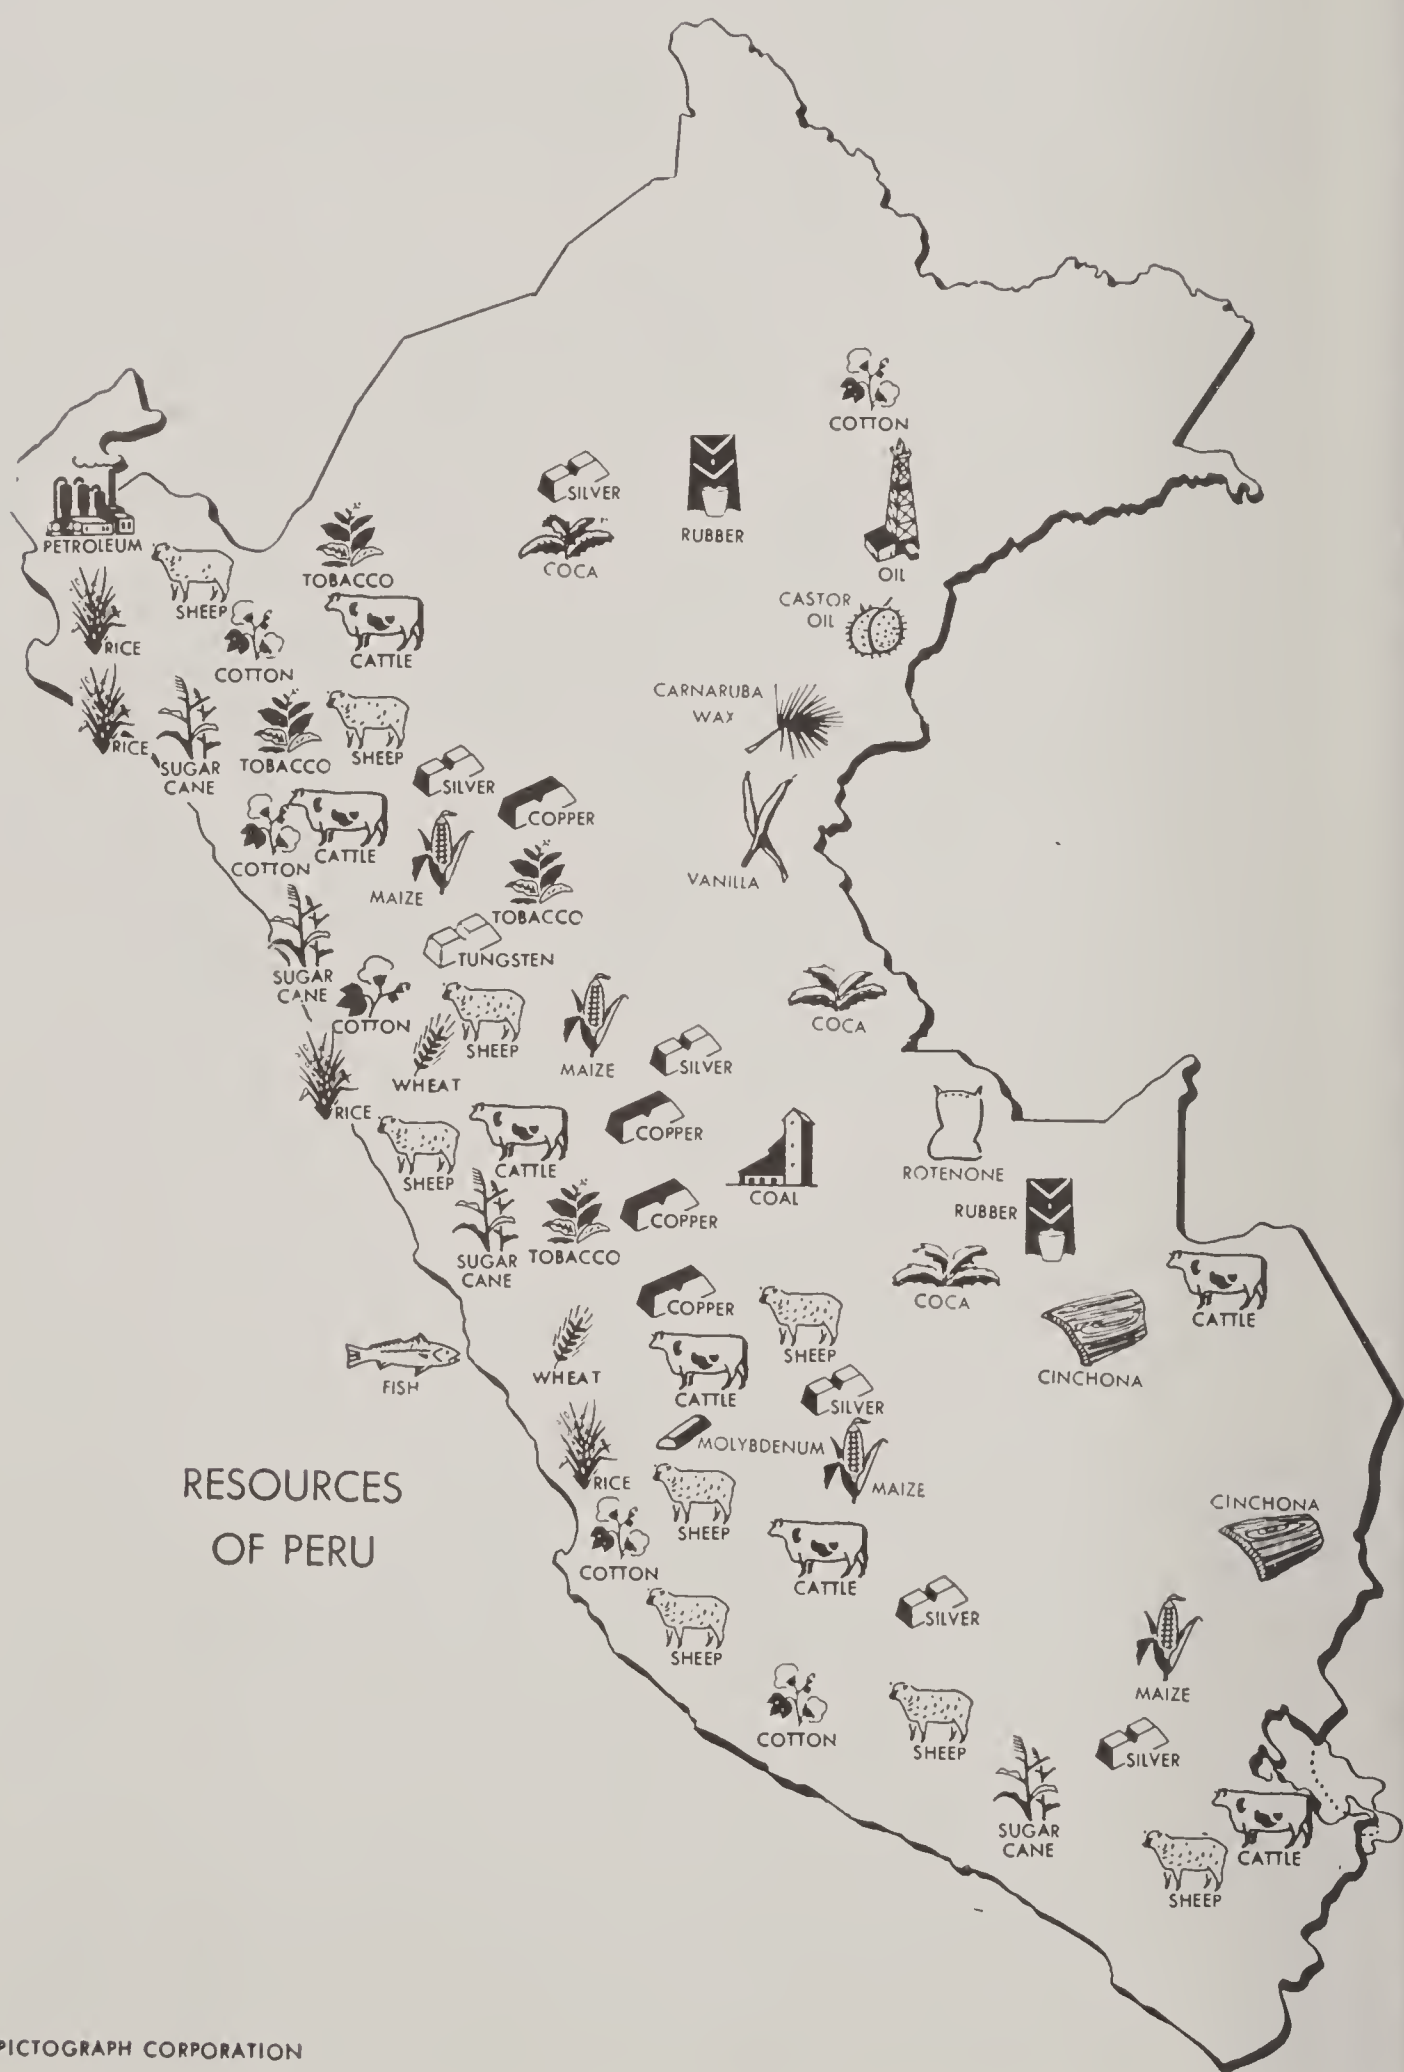 COTTON
SILVER
RUBBER
PETROLEUM
COCA
OIL
TOBACCO
SHEEP
CASTOR
OIL
RICE
CATTLE
COTTON
CARNARUBA
WAX
RICE
SUGAR
CANE
TOBACCO
SHEEP
SILVER
COPPER
COTTON
CATTLE
MAIZE
VANILLA
TOBACCO
TUNGSTEN
SUGAR
CANE
COTTON
SHEEP
COCA
WHEAT
MAIZE
SILVER
RICE
COPPER
SHEEP
CATTLE
COAL
ROTENONE
RUBBER
COPPER
SUGAR
CANE
TOBACCO
COCA
COPPER
CATTLE
SHEEP
FISH
WHEAT
CINCHONA
CATTLE
SILVER
MOLYBDENUM
RICE
MAIZE
RESOURCES
OF PERU
SHEEP
CINCHONA
COTTON
CATTLE
SILVER
SHEEP
MAIZE
COTTON
SHEEP
SILVER
SUGAR
CANE
CATTLE
SHEEP
PICTOGRAPH CORPORATION